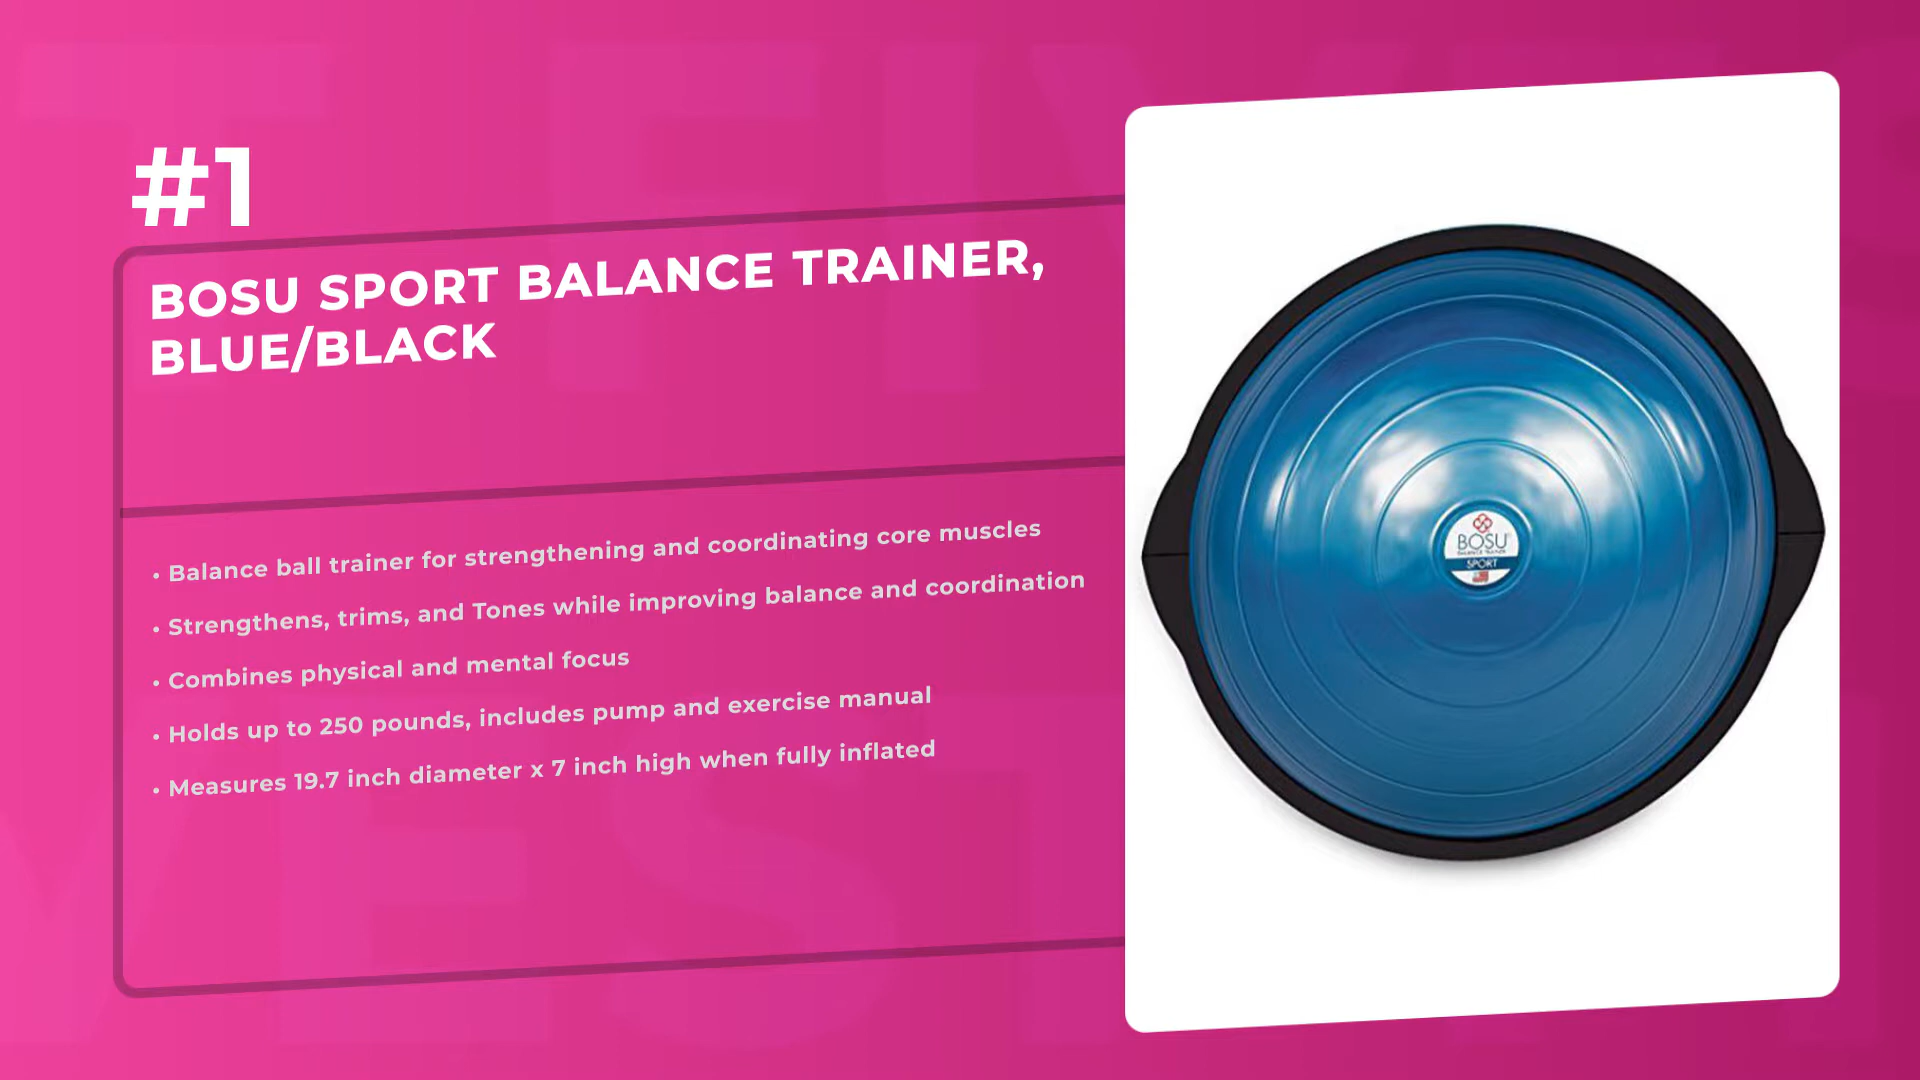 #1
BOSU SPORT BALANCE TRAINER,
BLUE/BLACK
• Balance ball trainer for strengthening and coordinating core muscles
• Strengthens, trims, and Tones while improving balance and coordination
• Combines physical and mental focus
• Holds up to 250 pounds, includes pump and exercise manual
• Measures 19.7 inch diameter x 7 inch high when fully inflated
BOSU®
BALANCE TRAINER
SPORT